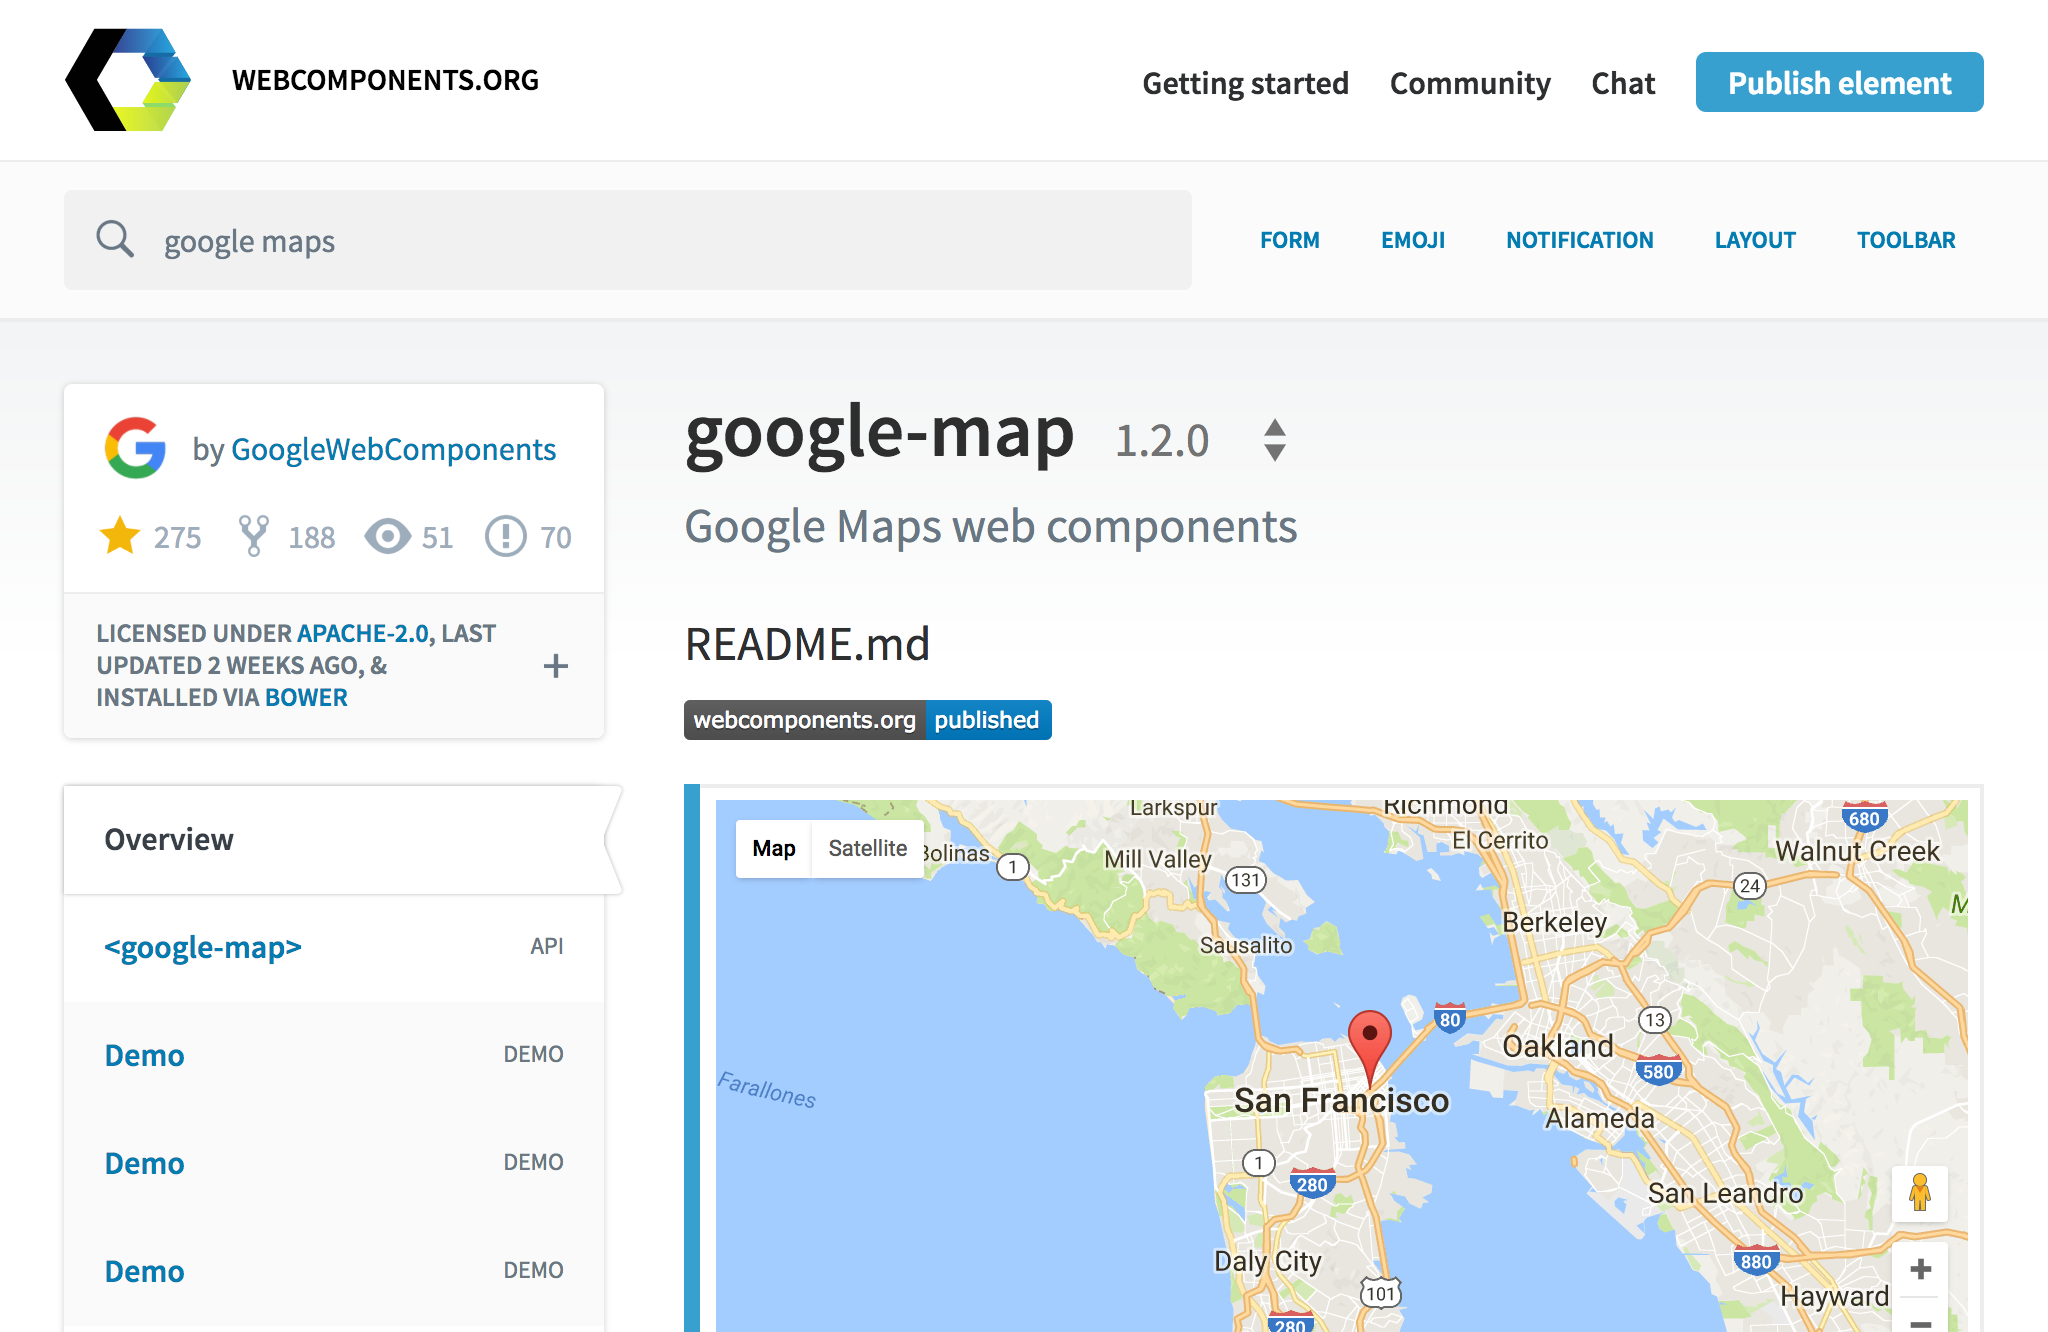 WEBCOMPONENTS.ORG
Getting started
Community
Chat
Publish element
google maps
FORM
EMOJI
NOTIFICATION
LAYOUT
TOOLBAR
by GoogleWebComponents
275
188
51
70
LICENSED UNDER APACHE-2.0, LAST
UPDATED 2 WEEKS AGO, &
INSTALLED VIA BOWER
+
Overview
<google-map>
API
Demo
DEMO
Demo
DEMO
Demo
DEMO
google-map
1.2.0
Google Maps web components
README.md
webcomponents.org
published
Map
Satellite
Larkspur
Richmond
680
El Cerrito
Bolinas
1
Mill Valley
Walnut Creek
131
24
Berkeley
Sausalito
80
13
Oakland
580
Farallones
San Francisco
Alameda
1
280
San Leandro
Daly City
880
101
Hayward
280